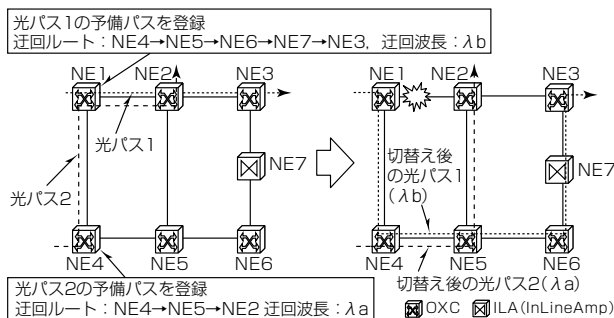 光パス1の予備パスを登録
迂回ルート：NE4→NE5→NE6→NE7→NE3, 迂回波長：λb
NE1
NE2
NE3
光パス1
光パス2
NE7
NE4
NE5
NE6
光パス2の予備パスを登録
迂回ルート：NE4→NE5→NE2 迂回波長：λa
NE1
NE2
NE3
切替え後
の光パス1
(λb)
NE7
NE4
NE5
NE6
切替え後の光パス2(λa)
OXC
ILA(InLineAmp)